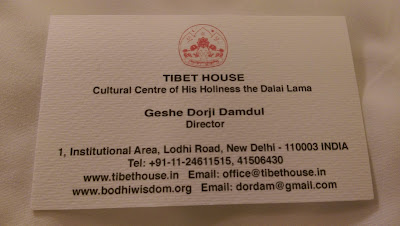 TIBET HOUSE
Cultural Centre of His Holiness the Dalai Lama
Geshe Dorji Damdul
Director
1, Institutional Area, Lodhi Road, New Delhi - 110003 INDIA
Tel: +91-11-24611515, 41506430
www.tibethouse.in Email: office@tibethouse.in
www.bodhiwisdom.org Email: dordam@gmail.com